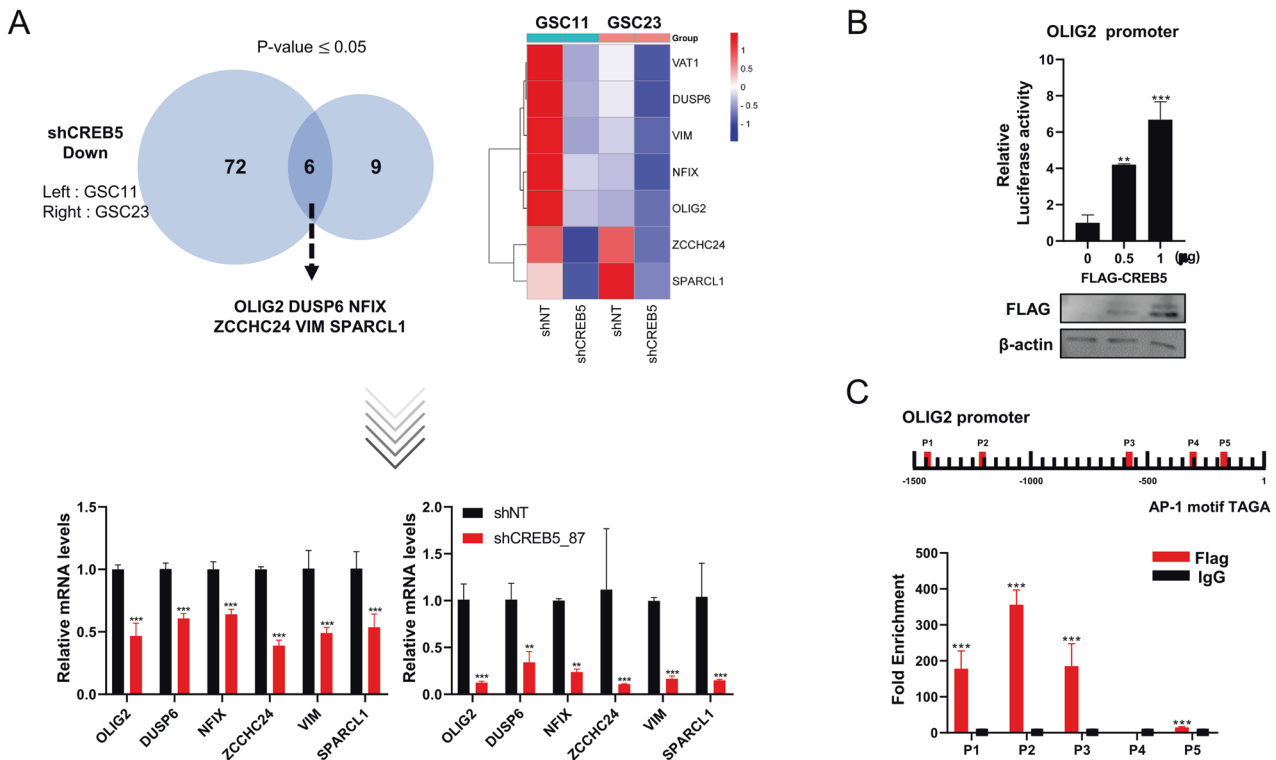 A
P-value ≤ 0.05
shCREB5
Down
Left : GSC11
Right : GSC23
72
6
9
OLIG2 DUSP6 NFIX
ZCCHC24 VIM SPARCL1
GSC11 GSC23
Group
VAT1
DUSP6
VIM
NFIX
OLIG2
ZCCHC24
SPARCL1
shNT
shCREB5
shNT
shCREB5
1
0.5
0
- 0.5
- 1
Relative mRNA levels
1.5
1.0
0.5
0.0
***
***
***
***
***
***
OLIG2
DUSP6
NFIX
ZCCHC24
VIM
SPARCL1
Relative mRNA levels
2.0
1.5
1.0
0.5
0.0
shNT
shCREB5_87
***
**
**
***
***
***
OLIG2
DUSP6
NFIX
ZCCHC24
VIM
SPARCL1
B
OLIG2 promoter
Relative
Luciferase activity
10
8
6
4
2
0
**
***
0 0.5 1
FLAG-CREB5
FLAG
β-actin
C
OLIG2 promoter
P1 P2 P3 P4 P5
-1500 -1000 -500 1
AP-1 motif TAGA
Fold Enrichment
500
400
300
200
100
0
Flag
IgG
***
***
***
***
P1 P2 P3 P4 P5